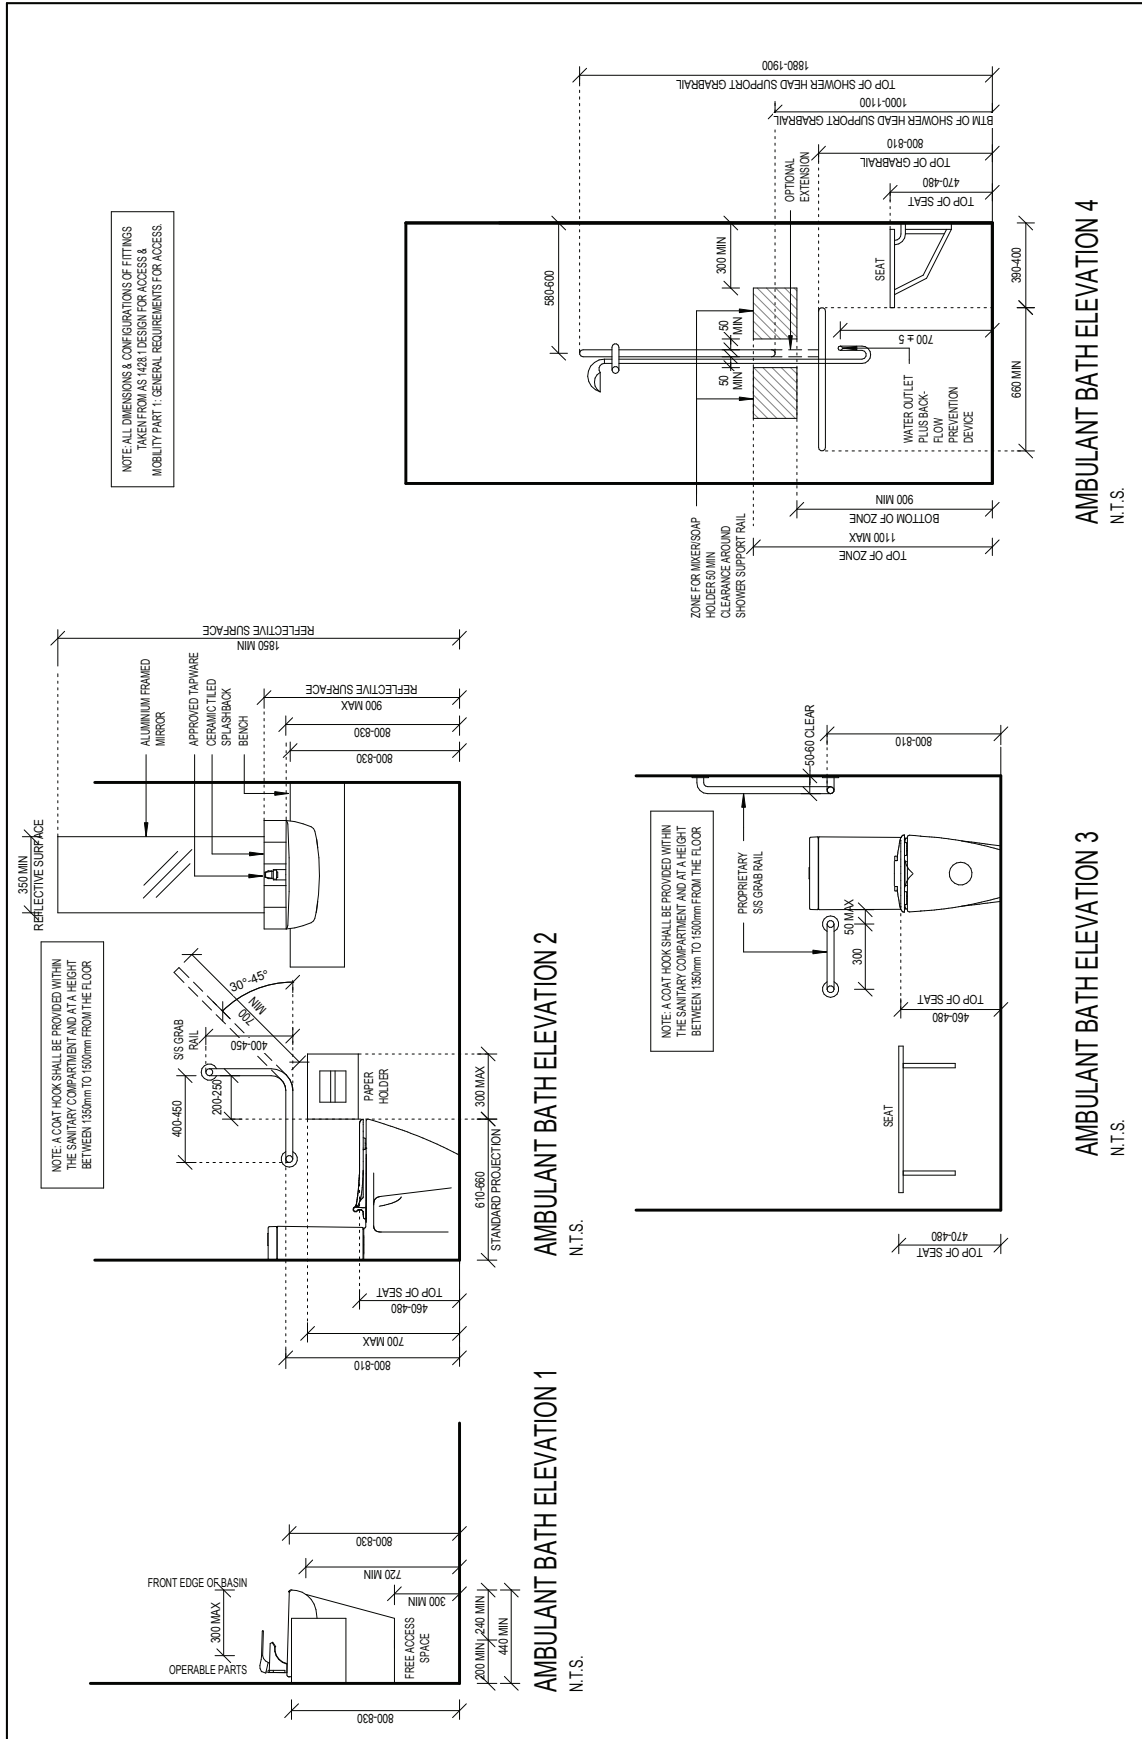 NOTE: ALL DIMENSIONS & CONFIGURATIONS OF FITTINGS
TAKEN FROM AS 1428.1 DESIGN FOR ACCESS &
MOBILITY PART 1: GENERAL REQUIREMENTS FOR ACCESS.
FRONT EDGE OF BASIN
300 MAX
OPERABLE PARTS
800-830
FREE ACCESS
SPACE
300 MIN
720 MIN
800-830
200 MIN
240 MIN
440 MIN
AMBULANT BATH ELEVATION 1
N.T.S.
NOTE: A COAT HOOK SHALL BE PROVIDED WITHIN
THE SANITARY COMPARTMENT AND AT A HEIGHT
BETWEEN 1350mm TO 1500mm FROM THE FLOOR
400-450
200-250
S/S GRAB
RAIL
400-450
700
MIN
30°-45°
PAPER
HOLDER
800-810
700 MAX
460-480
TOP OF SEAT
610-660
STANDARD PROJECTION
300 MAX
350 MIN
REFLECTIVE SURFACE
ALUMINIUM FRAMED
MIRROR
APPROVED TAPWARE
CERAMIC TILED
SPLASHBACK
BENCH
800-830
800-830
900 MAX
REFLECTIVE SURFACE
1850 MIN
REFLECTIVE SURFACE
AMBULANT BATH ELEVATION 2
N.T.S.
NOTE: A COAT HOOK SHALL BE PROVIDED WITHIN
THE SANITARY COMPARTMENT AND AT A HEIGHT
BETWEEN 1350mm TO 1500mm FROM THE FLOOR
PROPRIETARY
S/S GRAB RAIL
50-60 CLEAR
800-810
50 MAX
300
460-480
TOP OF SEAT
SEAT
470-480
TOP OF SEAT
AMBULANT BATH ELEVATION 3
N.T.S.
ZONE FOR MIXER/SOAP
HOLDER 50 MIN
CLEARANCE AROUND
SHOWER SUPPORT RAIL
TOP OF ZONE
1100 MAX
BOTTOM OF ZONE
900 MIN
580-600
300 MIN
50
MIN
50
MIN
OPTIONAL
EXTENSION
WATER OUTLET
PLUS BACK-
FLOW
PREVENTION
DEVICE
700 ± 5
SEAT
660 MIN
390-400
TOP OF SEAT
470-480
TOP OF GRABRAIL
800-810
BTM OF SHOWER HEAD SUPPORT GRABRAIL
1000-1100
TOP OF SHOWER HEAD SUPPORT GRABRAIL
1880-1900
AMBULANT BATH ELEVATION 4
N.T.S.